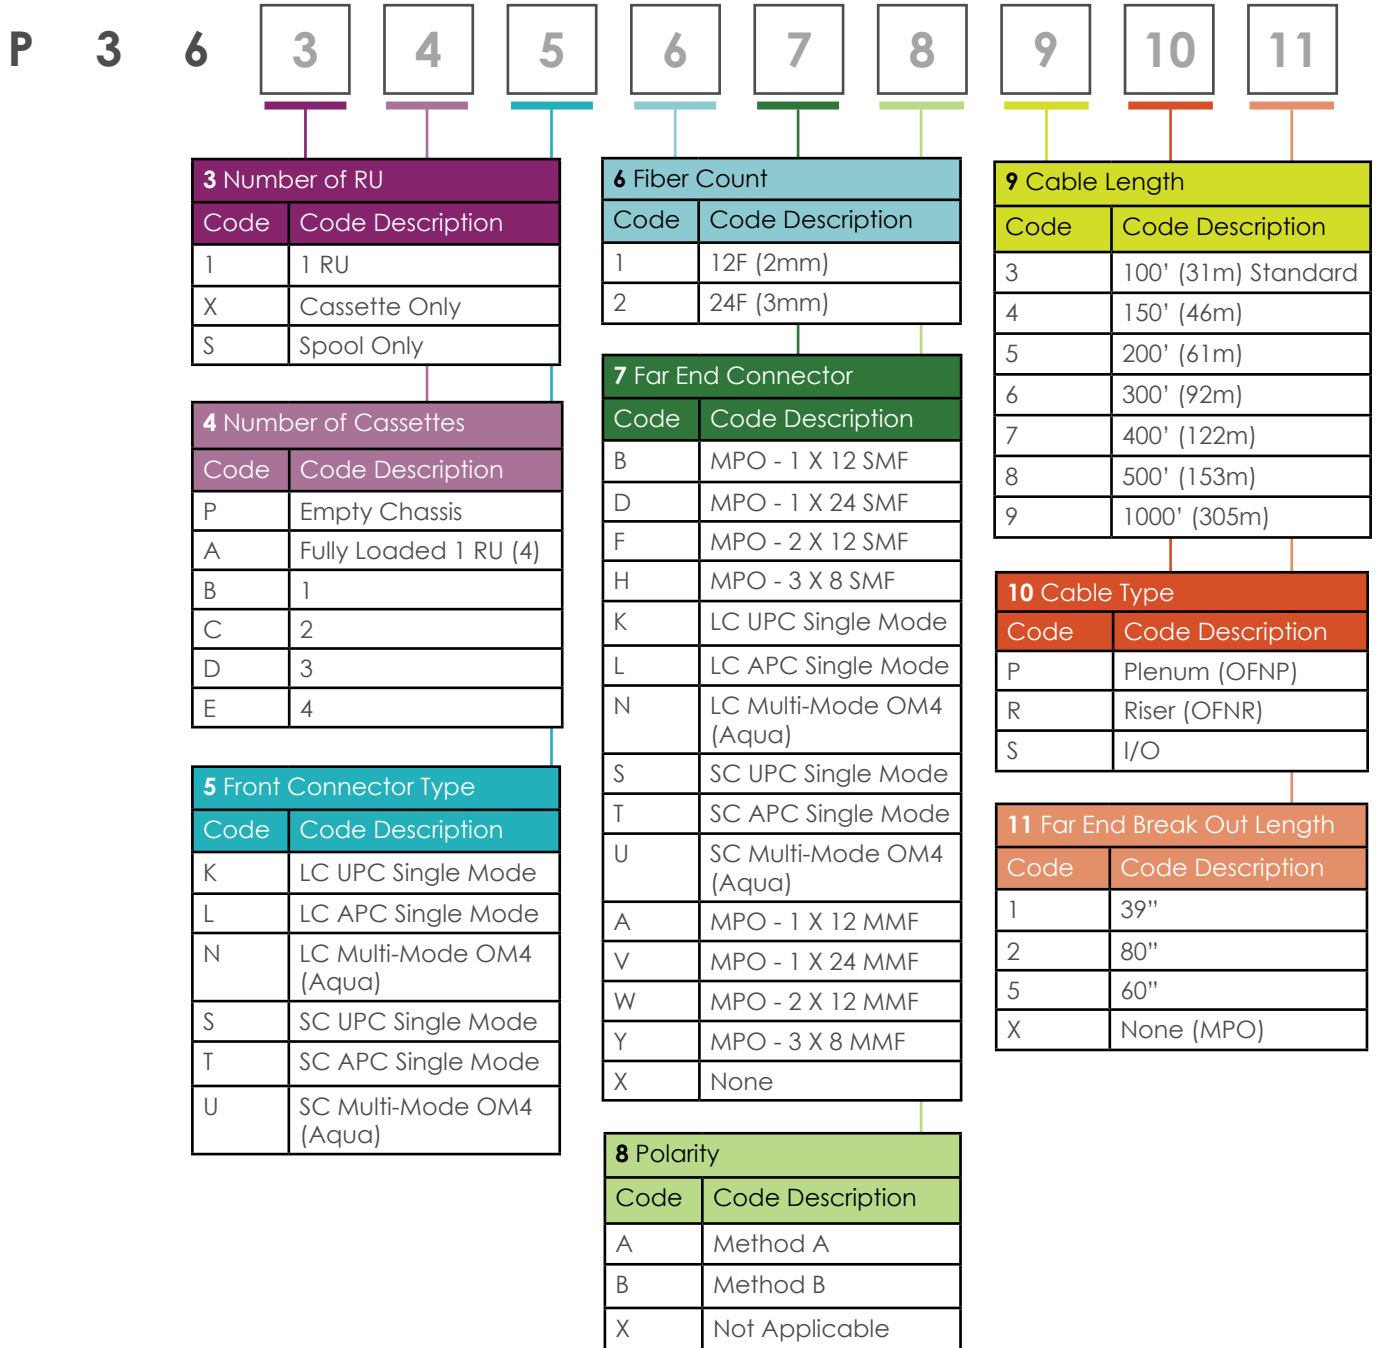 P 3 6 3 4 5 6 7 8 9 10 11
3 Number of RU
Code Code Description
1 1 RU
X Cassette Only
S Spool Only
4 Number of Cassettes
Code Code Description
P Empty Chassis
A Fully Loaded 1 RU (4)
B 1
C 2
D 3
E 4
5 Front Connector Type
Code Code Description
K LC UPC Single Mode
L LC APC Single Mode
N LC Multi-Mode OM4
(Aqua)
S SC UPC Single Mode
T SC APC Single Mode
U SC Multi-Mode OM4
(Aqua)
6 Fiber Count
Code Code Description
1 12F (2mm)
2 24F (3mm)
7 Far End Connector
Code Code Description
B MPO - 1 X 12 SMF
D MPO - 1 X 24 SMF
F MPO - 2 X 12 SMF
H MPO - 3 X 8 SMF
K LC UPC Single Mode
L LC APC Single Mode
N LC Multi-Mode OM4
(Aqua)
S SC UPC Single Mode
T SC APC Single Mode
U SC Multi-Mode OM4
(Aqua)
A MPO - 1 X 12 MMF
V MPO - 1 X 24 MMF
W MPO - 2 X 12 MMF
Y MPO - 3 X 8 MMF
X None
8 Polarity
Code Code Description
A Method A
B Method B
X Not Applicable
9 Cable Length
Code Code Description
3 100’ (31m) Standard
4 150’ (46m)
5 200’ (61m)
6 300’ (92m)
7 400’ (122m)
8 500’ (153m)
9 1000’ (305m)
10 Cable Type
Code Code Description
P Plenum (OFNP)
R Riser (OFNR)
S I/O
11 Far End Break Out Length
Code Code Description
1 39”
2 80”
5 60”
X None (MPO)